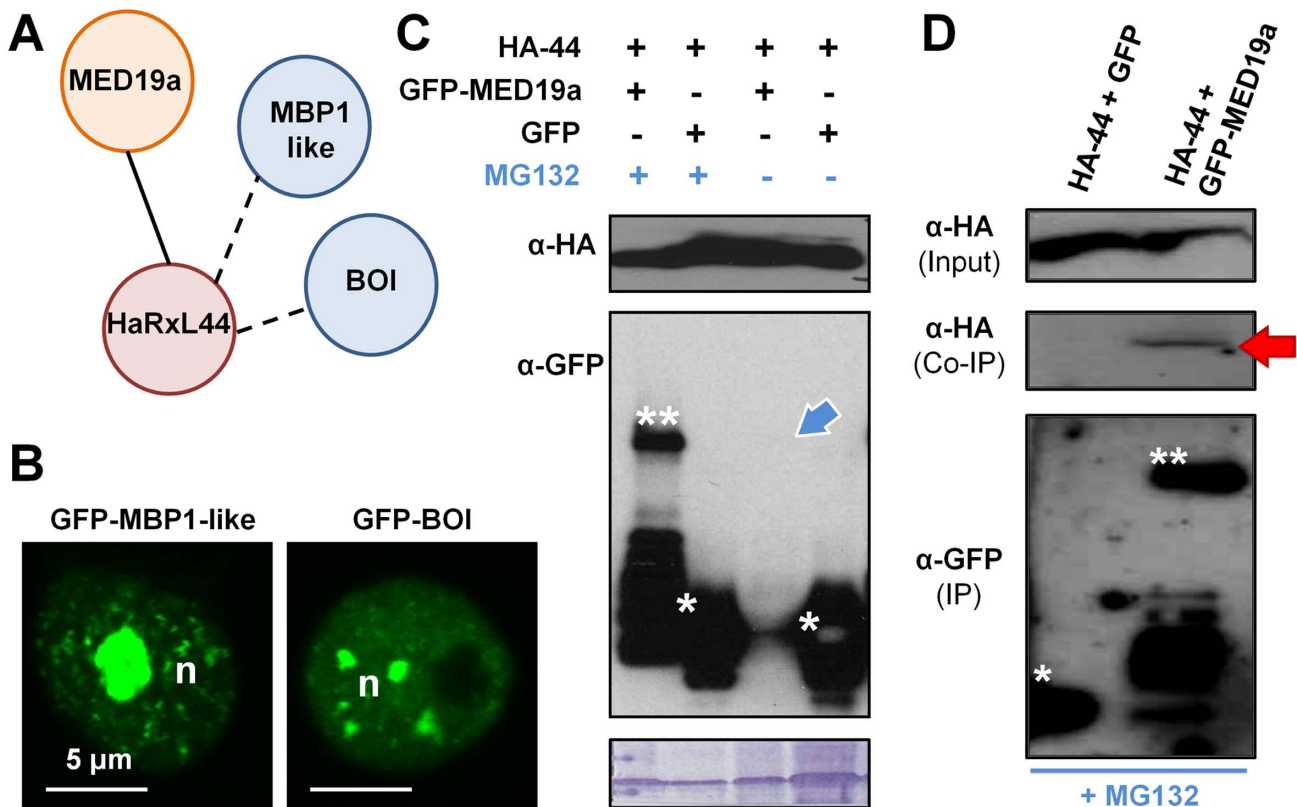 A
MED19a
MBP1
like
BOI
HaRxL44
B
GFP-MBP1-like
GFP-BOI
n
n
5 µm
C
HA-44 + + + +
GFP-MED19a + - + -
GFP - + - +
MG132 + + - -
α-HA
α-GFP
**
*
*
D
HA-44 + GFP
HA-44 +
GFP-MED19a
α-HA
(Input)
α-HA
(Co-IP)
α-GFP
(IP)
**
*
+ MG132